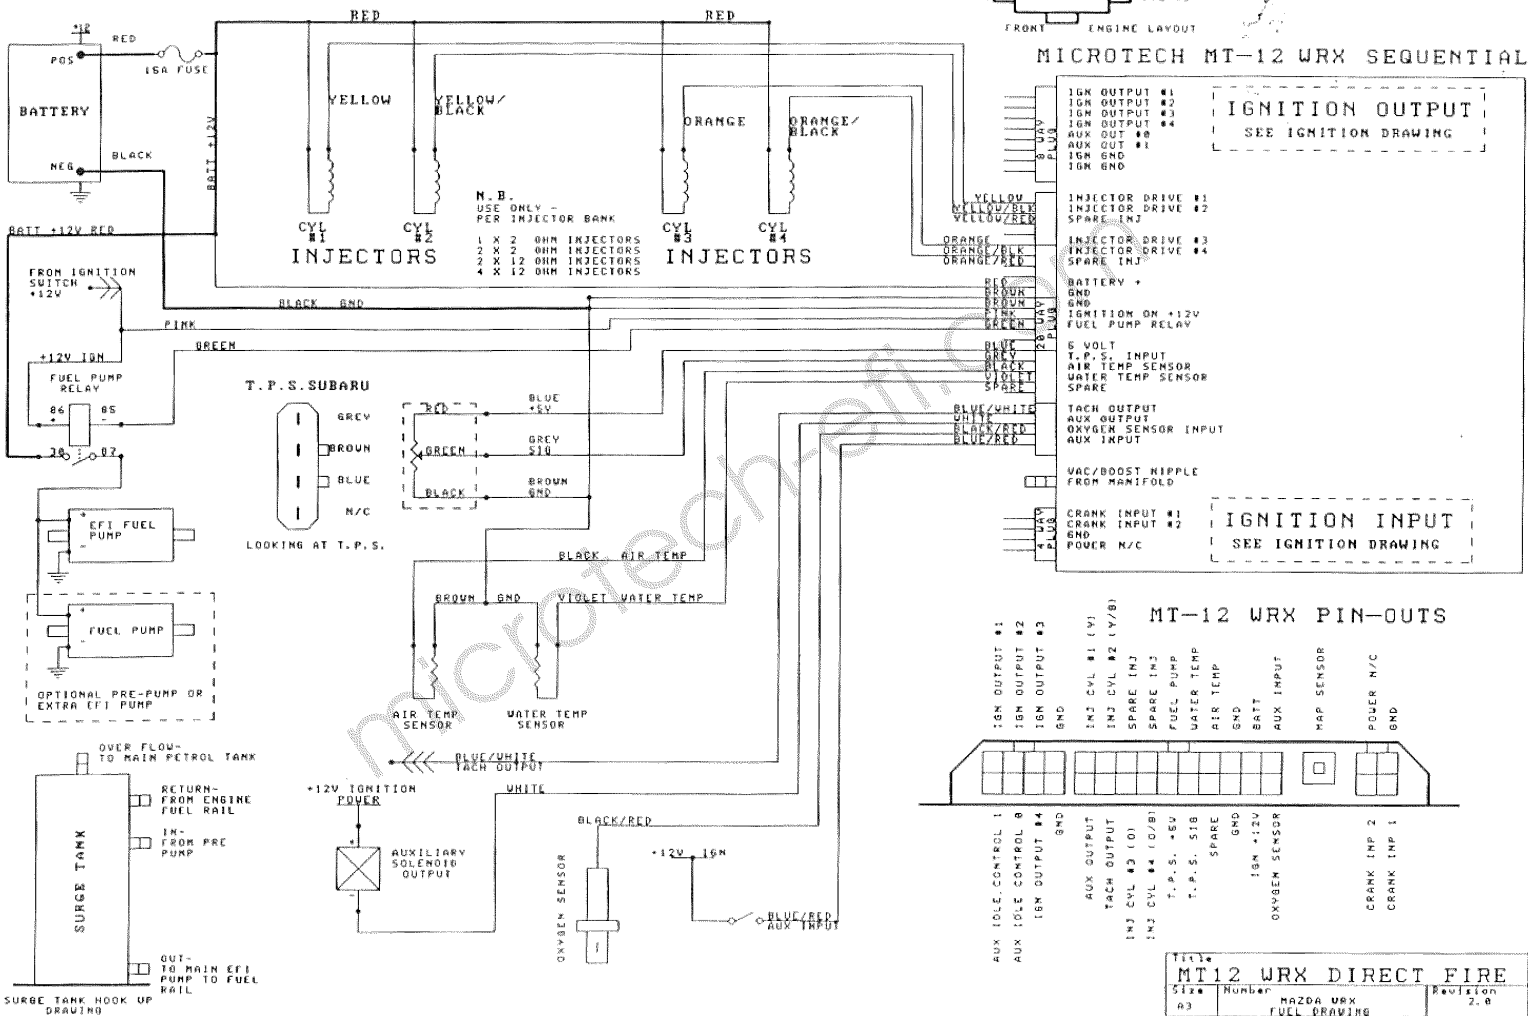 FRONT
ENGINE LAYOUT
MICROTECH MT-12 WRX SEQUENTIAL
+12
RED
POS
15A FUSE
BATTERY
BLACK
NEG
BATT +12V
RED
RED
YELLOW
YELLOW/
BLACK
ORANGE
ORANGE/
BLACK
CYL
#1
CYL
#2
INJECTORS
CYL
#3
CYL
#4
INJECTORS
N.B.
USE ONLY -
PER INJECTOR BANK
1 X 2 OHM INJECTORS
2 X 2 OHM INJECTORS
2 X 12 OHM INJECTORS
4 X 12 OHM INJECTORS
BATT +12V RED
FROM IGNITION
SWITCH
+12V
BLACK GND
PINK
GREEN
+12V IGN
FUEL PUMP
RELAY
86
85
+
-
30
87
EFI FUEL
PUMP
+
-
FUEL PUMP
+
-
OPTIONAL PRE-PUMP OR
EXTRA EFI PUMP
T.P.S.SUBARU
GREY
BROWN
BLUE
N/C
LOOKING AT T.P.S.
RED
GREEN
BLACK
BLUE
+5V
GREY
SIG
BROWN
GND
BLACK AIR TEMP
BROWN GND
VIOLET WATER TEMP
AIR TEMP
SENSOR
WATER TEMP
SENSOR
BLUE/WHITE
TACH OUTPUT
WHITE
+12V IGNITION
POWER
+
-
AUXILIARY
SOLENOID
OUTPUT
BLACK/RED
OXYGEN SENSOR
+12V IGN
BLUE/RED
AUX INPUT
OVER FLOW-
TO MAIN PETROL TANK
RETURN-
FROM ENGINE
FUEL RAIL
IN-
FROM PRE
PUMP
SURGE TANK
OUT-
TO MAIN EFI
PUMP TO FUEL
RAIL
SURGE TANK HOOK UP
DRAWING
8 WAY
PLUG
IGN OUTPUT #1
IGN OUTPUT #2
IGN OUTPUT #3
IGN OUTPUT #4
AUX OUT #0
AUX OUT #1
IGN GND
IGN GND
IGNITION OUTPUT
SEE IGNITION DRAWING
YELLOW INJECTOR DRIVE #1
YELLOW/BLK INJECTOR DRIVE #2
YELLOW/RED SPARE INJ
ORANGE INJECTOR DRIVE #3
ORANGE/BLK INJECTOR DRIVE #4
ORANGE/RED SPARE INJ
RED BATTERY +
BROWN GND
BROWN GND
PINK IGNITION ON +12V
GREEN FUEL PUMP RELAY
20 WAY
PLUG
BLUE 5 VOLT
GREY T.P.S. INPUT
BLACK AIR TEMP SENSOR
VIOLET WATER TEMP SENSOR
SPARE SPARE
BLUE/WHITE TACH OUTPUT
WHITE AUX OUTPUT
BLACK/RED OXYGEN SENSOR INPUT
BLUE/RED AUX INPUT
VAC/BOOST NIPPLE
FROM MANIFOLD
4 WAY
PLUG
CRANK INPUT #1
CRANK INPUT #2
GND
POWER N/C
IGNITION INPUT
SEE IGNITION DRAWING
MT-12 WRX PIN-OUTS
IGN OUTPUT #1
IGN OUTPUT #2
IGN OUTPUT #3
GND
INJ CYL #1 (Y)
INJ CYL #2 (Y/B)
SPARE INJ
SPARE INJ
FUEL PUMP
WATER TEMP
AIR TEMP
GND
BATT
AUX INPUT
MAP SENSOR
POWER N/C
GND
AUX IDLE.CONTROL 1
AUX IDLE CONTROL 0
IGN OUTPUT #4
GND
AUX OUTPUT
TACH OUTPUT
INJ CYL #3 (O)
INJ CYL #4 (O/B)
T.P.S. +5V
T.P.S. SIG
SPARE
GND
IGN +12V
OXYGEN SENSOR
CRANK INP 2
CRANK INP 1
Title
MT12 WRX DIRECT FIRE
Size
A3
Number
MAZDA WRX
FUEL DRAWING
Revision
2.0
microtech-efi.com